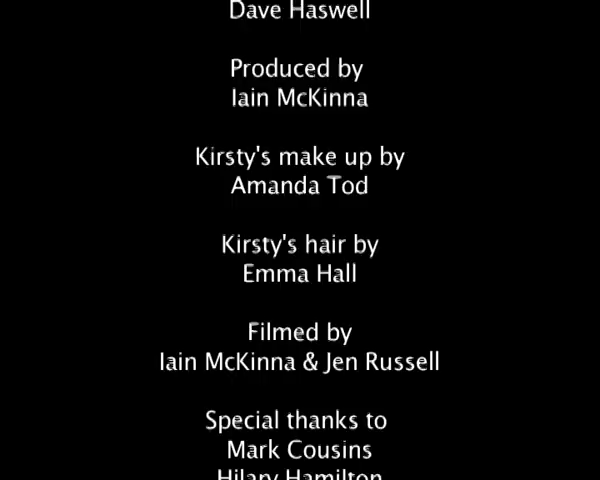 Dave Haswell
Produced by
Iain McKinna
Kirsty's make up by
Amanda Tod
Kirsty's hair by
Emma Hall
Filmed by
Iain McKinna & Jen Russell
Special thanks to
Mark Cousins
Hilary Hamilton